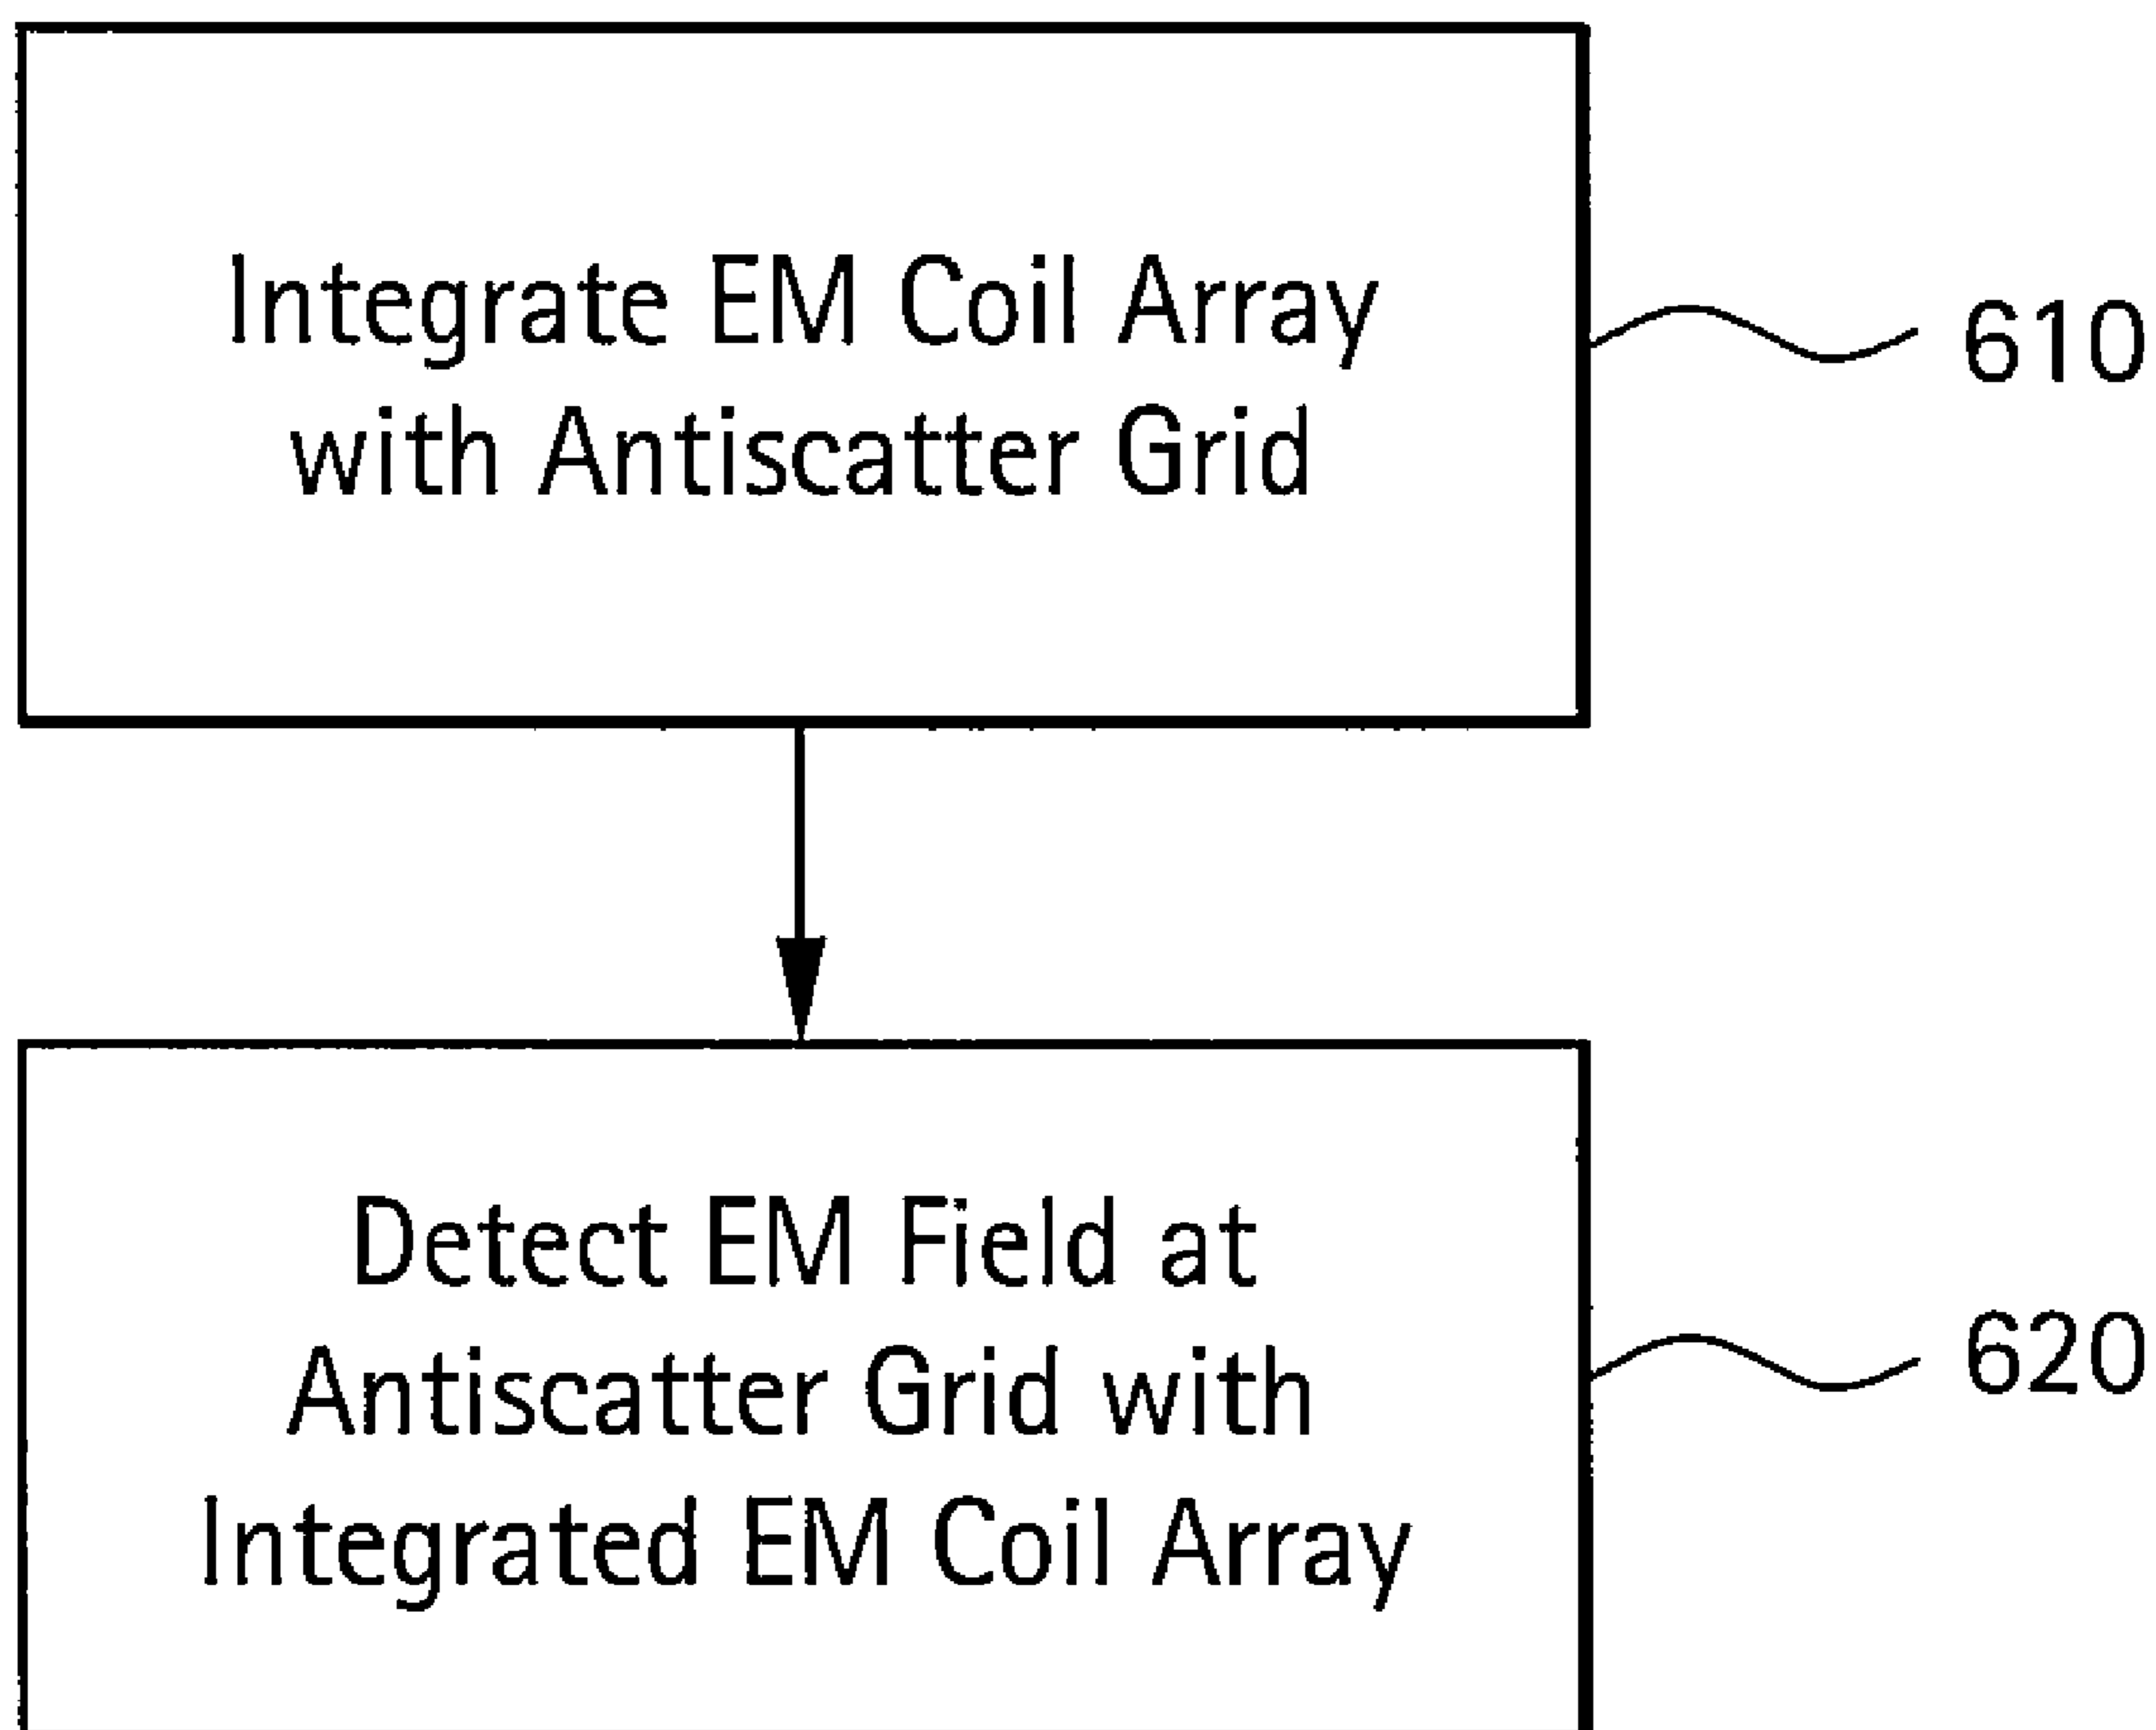 Integrate EM Coil Array
with Antiscatter Grid
610
Detect EM Field at
Antiscatter Grid with
Integrated EM Coil Array
620